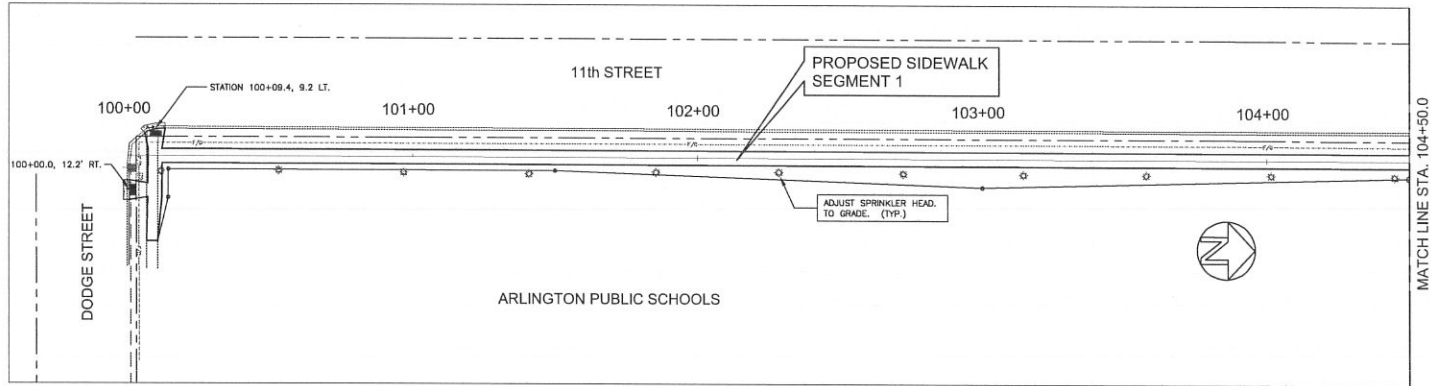 11th STREET
PROPOSED SIDEWALK
SEGMENT 1
STATION 100+09.4, 9.2 LT.
100+00
101+00
102+00
103+00
104+00
100+00.0, 12.2' RT.
ADJUST SPRINKLER HEAD.
TO GRADE. (TYP.)
DODGE STREET
ARLINGTON PUBLIC SCHOOLS
N
MATCH LINE STA. 104+50.0